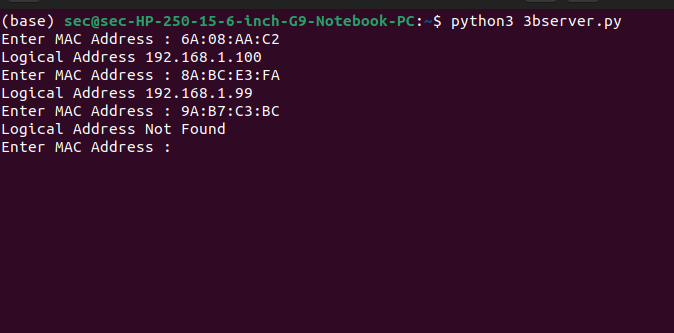 (base) sec@sec-HP-250-15-6-inch-G9-Notebook-PC:~$ python3 3bserver.py
Enter MAC Address : 6A:08:AA:C2
Logical Address 192.168.1.100
Enter MAC Address : 8A:BC:E3:FA
Logical Address 192.168.1.99
Enter MAC Address : 9A:B7:C3:BC
Logical Address Not Found
Enter MAC Address :